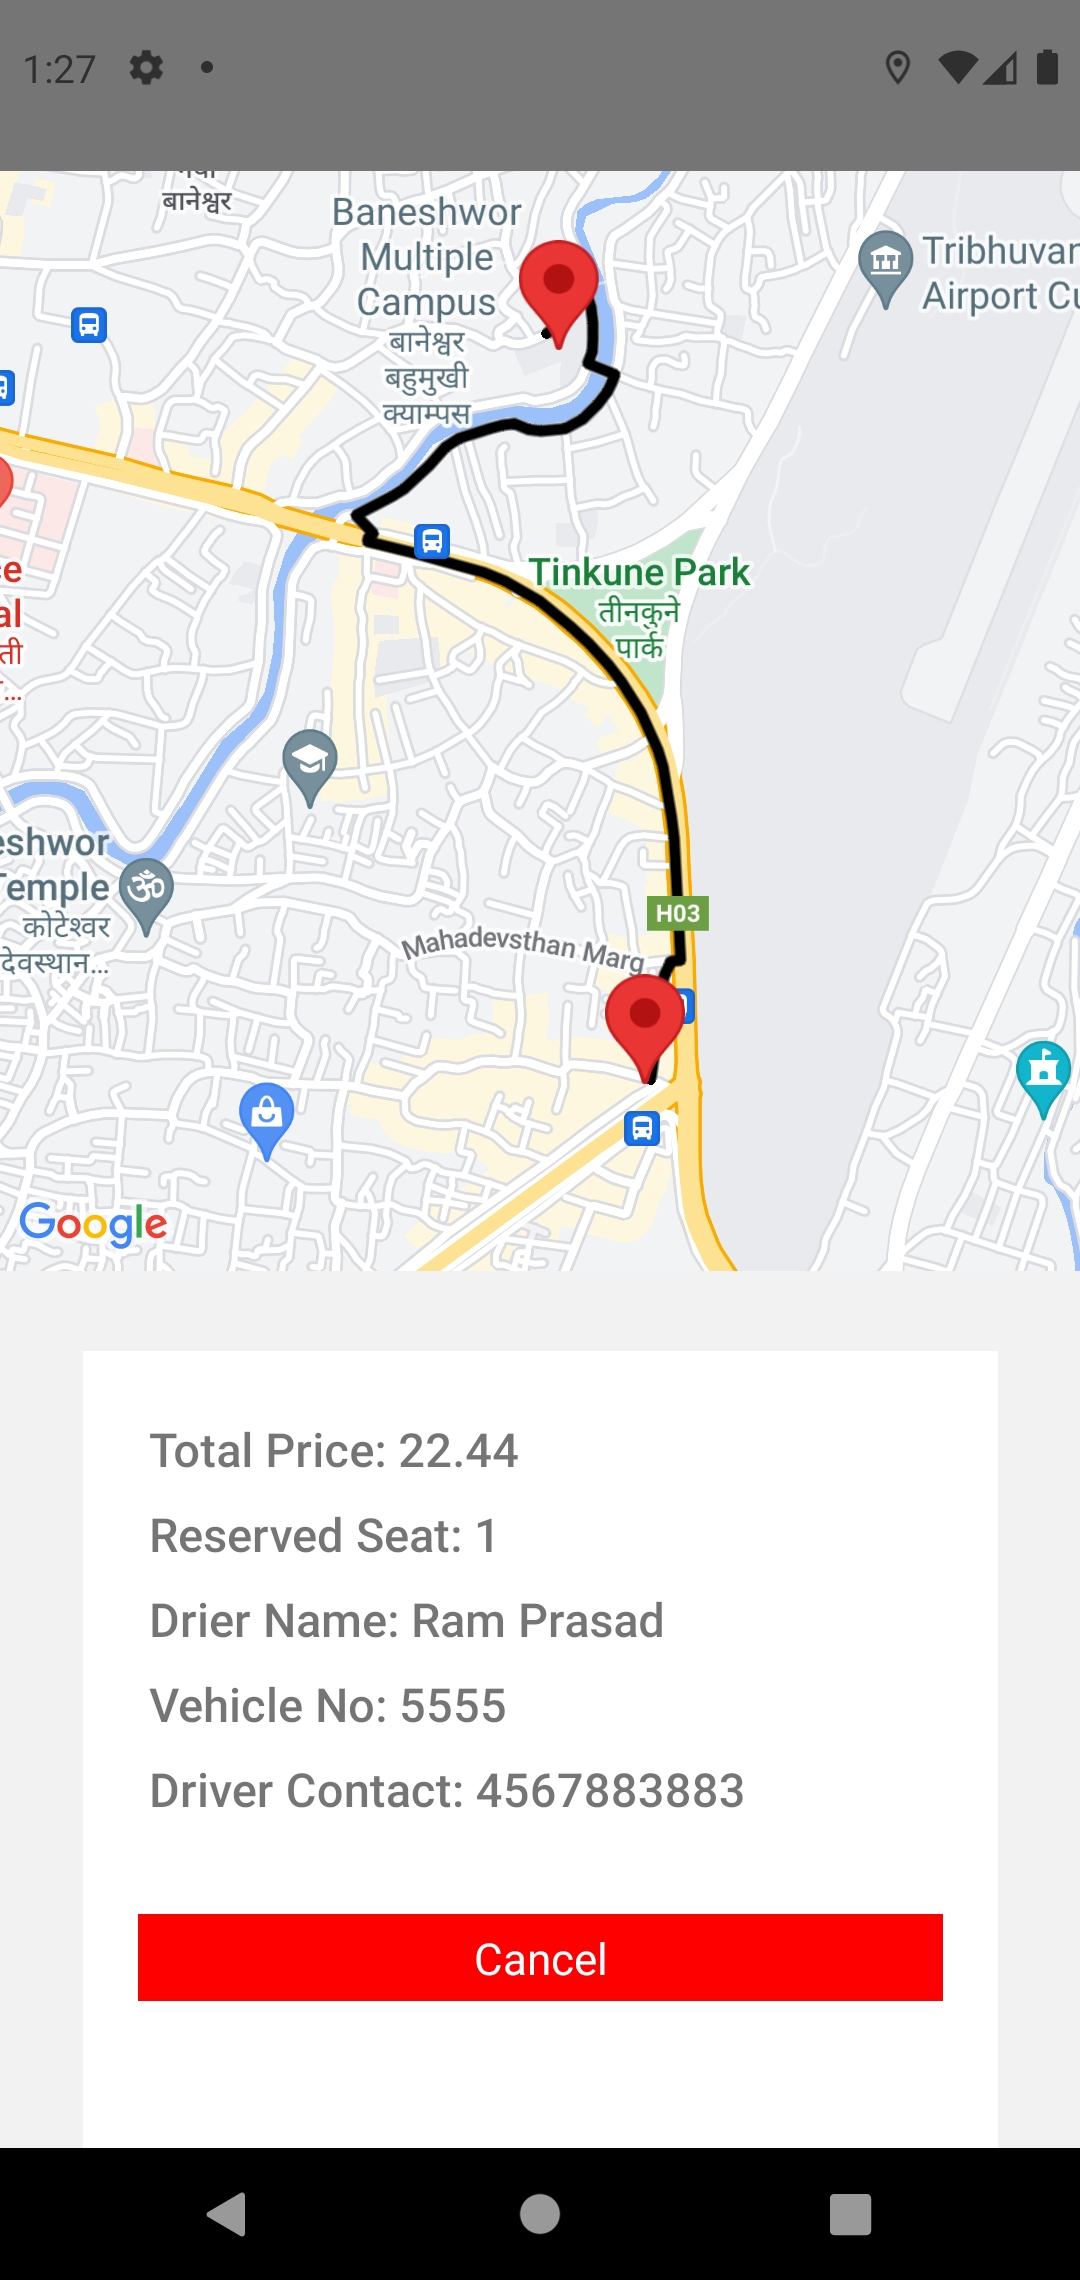 1:27
बानेश्वर
Baneshwor
Multiple
Campus
बानेश्वर
बहुमुखी
क्याम्पस
Tribhuvan
Airport Cu
Tinkune Park
तीनकुने
पार्क
ce
al
ती
eshwor
Temple
कोटेश्वर
देवस्थान...
H03
Mahadevsthan Marg
Google
Total Price: 22.44
Reserved Seat: 1
Drier Name: Ram Prasad
Vehicle No: 5555
Driver Contact: 4567883883
Cancel